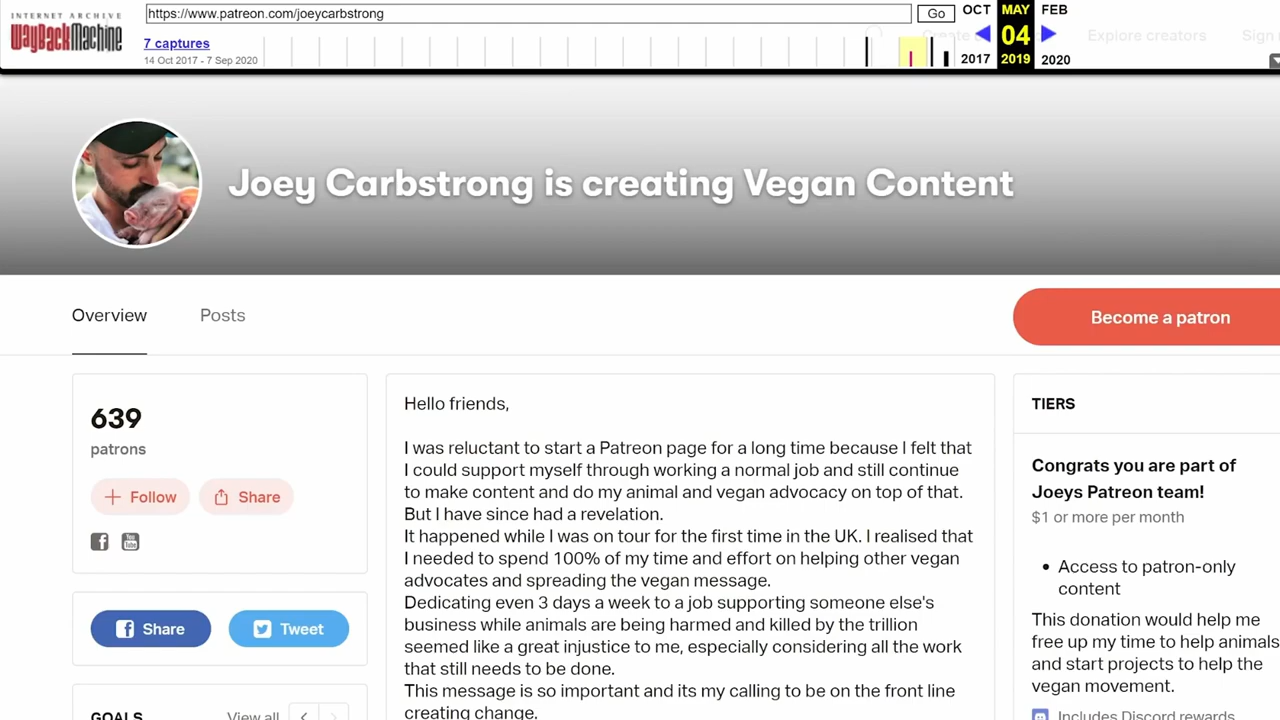 INTERNET ARCHIVE
WayBackMachine
https://www.patreon.com/joeycarbstrong
Go
OCT MAY FEB
7 captures
04
14 Oct 2017 - 7 Sep 2020
2017 2019 2020
Explore creators
Sign
Joey Carbstrong is creating Vegan Content
Overview
Posts
Become a patron
639
patrons
Follow
Share
Share
Tweet
GOALS
View all
Hello friends,
I was reluctant to start a Patreon page for a long time because I felt that
I could support myself through working a normal job and still continue
to make content and do my animal and vegan advocacy on top of that.
But I have since had a revelation.
It happened while I was on tour for the first time in the UK. I realised that
I needed to spend 100% of my time and effort on helping other vegan
advocates and spreading the vegan message.
Dedicating even 3 days a week to a job supporting someone else's
business while animals are being harmed and killed by the trillion
seemed like a great injustice to me, especially considering all the work
that still needs to be done.
This message is so important and its my calling to be on the front line
creating change.
TIERS
Congrats you are part of
Joeys Patreon team!
$1 or more per month
• Access to patron-only
content
This donation would help me
free up my time to help animals
and start projects to help the
vegan movement.
Includes Discord rewards